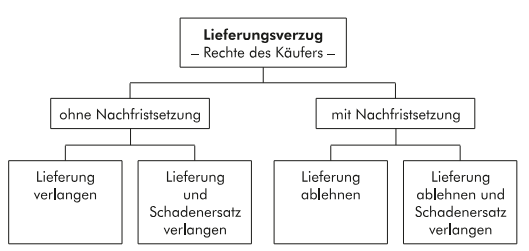 Lieferungsverzug
– Rechte des Käufers –
ohne Nachfristsetzung
mit Nachfristsetzung
Lieferung
verlangen
Lieferung
und
Schadenersatz
verlangen
Lieferung
ablehnen
Lieferung
ablehnen und
Schadenersatz
verlangen